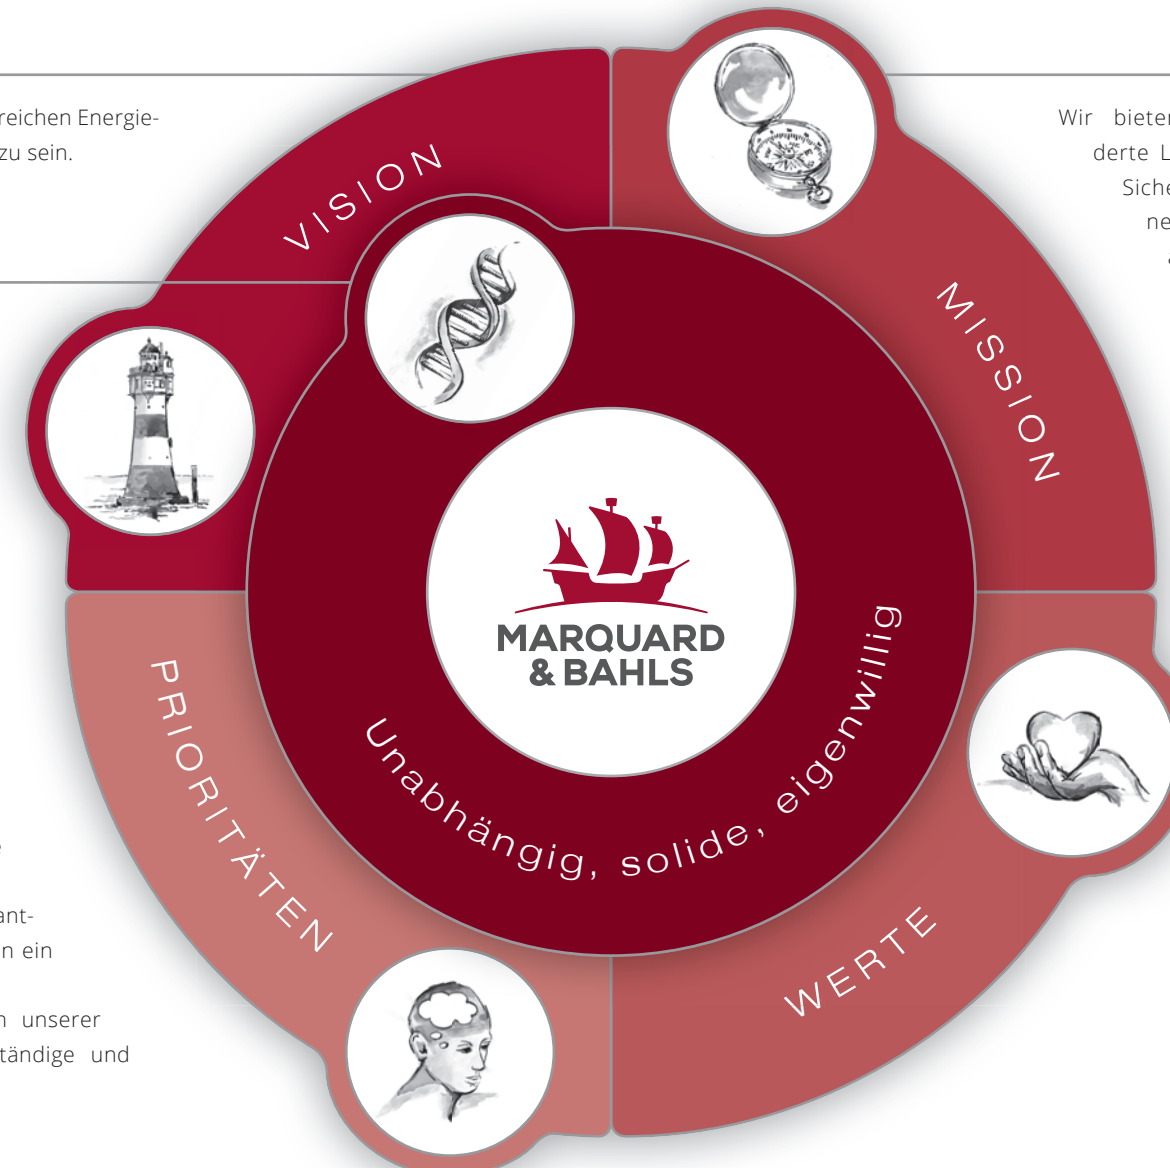 reichen Energie-
zu sein.
Wir bieten
derte L
Siche
ne
VISION
MISSION
MARQUARD
& BAHLS
Unabhängig, solide, eigenwillig
PRIORITÄTEN
WERTE
ant-
n ein
n unserer
tändige und